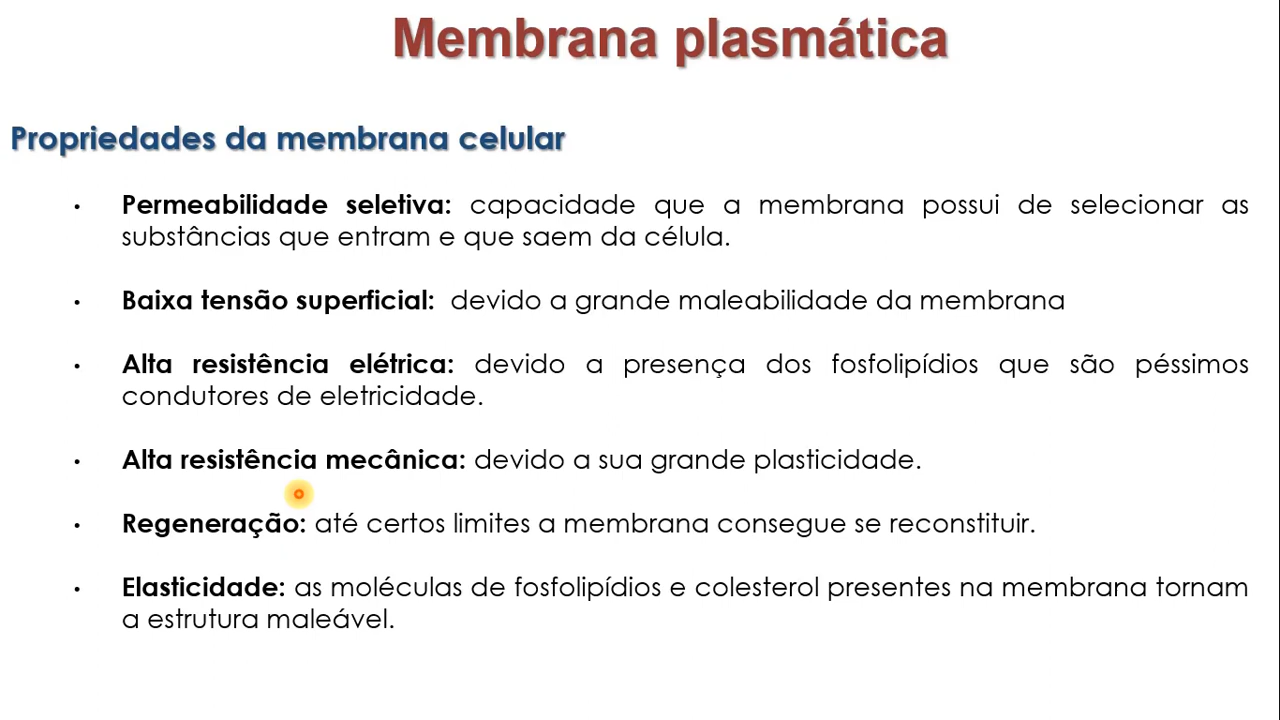 Membrana plasmática
Propriedades da membrana celular
• Permeabilidade seletiva: capacidade que a membrana possui de selecionar as
substâncias que entram e que saem da célula.
• Baixa tensão superficial: devido a grande maleabilidade da membrana
• Alta resistência elétrica: devido a presença dos fosfolipídios que são péssimos
condutores de eletricidade.
• Alta resistência mecânica: devido a sua grande plasticidade.
• Regeneração: até certos limites a membrana consegue se reconstituir.
• Elasticidade: as moléculas de fosfolipídios e colesterol presentes na membrana tornam
a estrutura maleável.